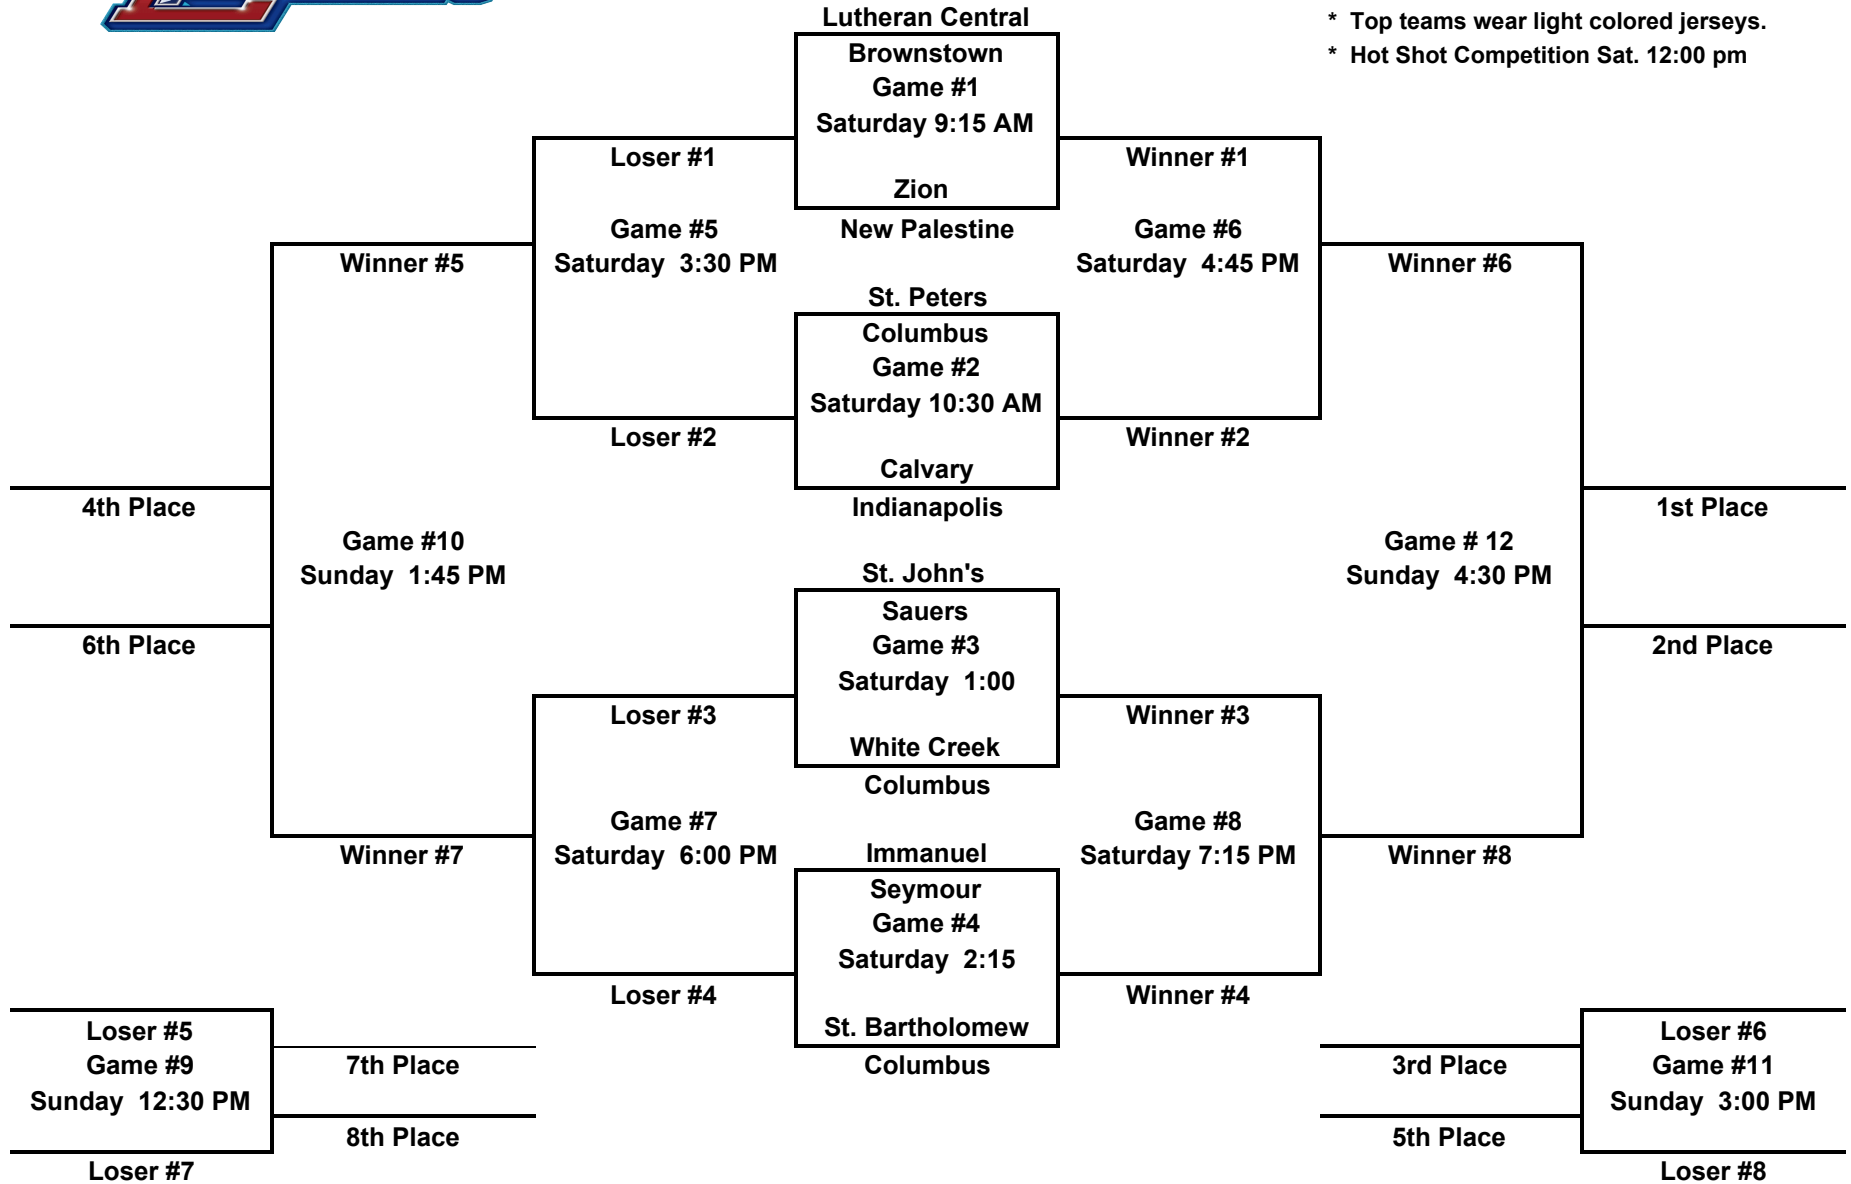 Lutheran Central
Brownstown
Game #1
Saturday 9:15 AM
Zion
New Palestine
* Top teams wear light colored jerseys.
* Hot Shot Competition Sat. 12:00 pm
Loser #1
Winner #1
Game #5
Saturday 3:30 PM
Game #6
Saturday 4:45 PM
Winner #5
Winner #6
St. Peters
Columbus
Game #2
Saturday 10:30 AM
Calvary
Indianapolis
Loser #2
Winner #2
4th Place
1st Place
Game #10
Sunday 1:45 PM
Game # 12
Sunday 4:30 PM
6th Place
2nd Place
St. John's
Sauers
Game #3
Saturday 1:00
White Creek
Columbus
Loser #3
Winner #3
Game #7
Saturday 6:00 PM
Game #8
Saturday 7:15 PM
Winner #7
Winner #8
Immanuel
Seymour
Game #4
Saturday 2:15
St. Bartholomew
Columbus
Loser #4
Winner #4
Loser #5
Game #9
Sunday 12:30 PM
Loser #7
7th Place
8th Place
3rd Place
5th Place
Loser #6
Game #11
Sunday 3:00 PM
Loser #8